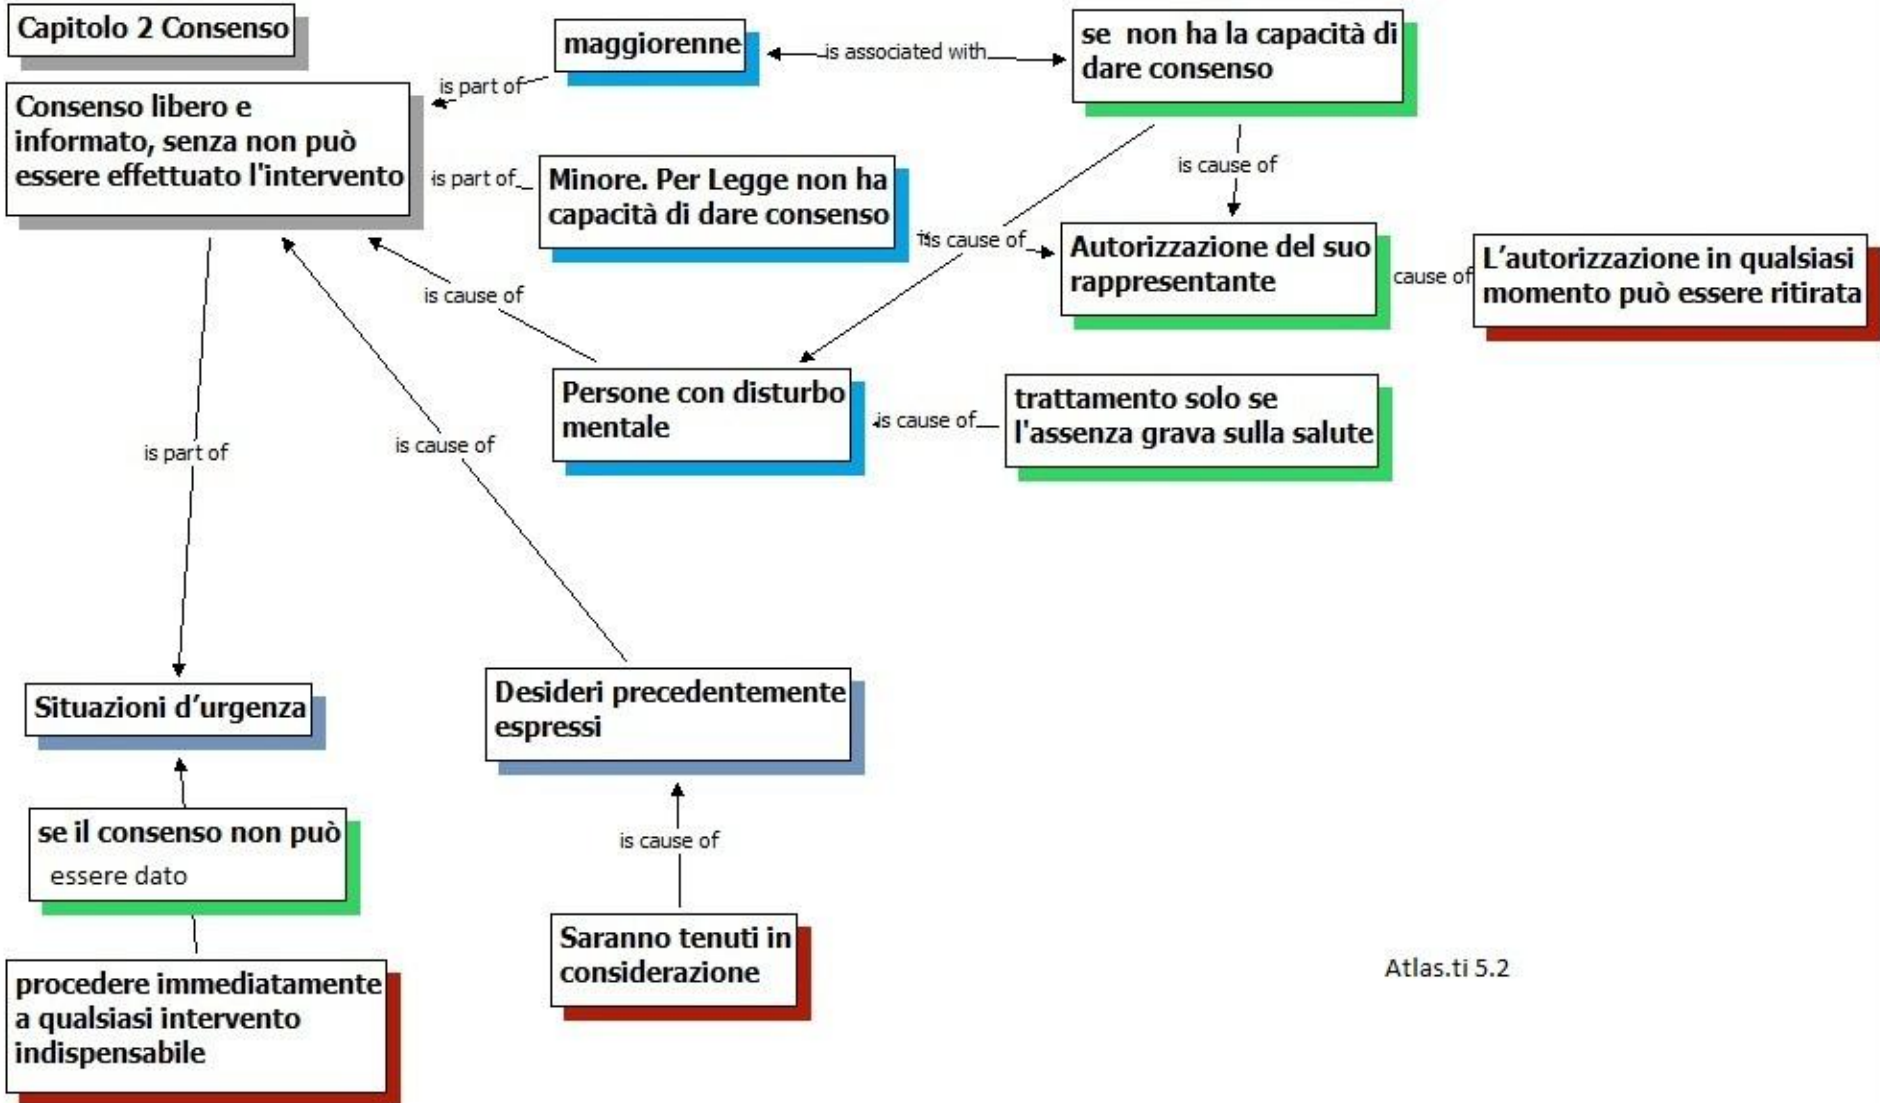 Capitolo 2 Consenso
maggiorenne
is associated with
se non ha la capacità di
dare consenso
is part of
Consenso libero e
informato, senza non può
essere effettuato l'intervento
is part of
Minore. Per Legge non ha
capacità di dare consenso
is cause of
is cause of
Autorizzazione del suo
rappresentante
cause of
L'autorizzazione in qualsiasi
momento può essere ritirata
is cause of
Persone con disturbo
mentale
is cause of
trattamento solo se
l'assenza grava sulla salute
is part of
is cause of
Situazioni d'urgenza
Desideri precedentemente
espressi
se il consenso non può
essere dato
is cause of
procedere immediatamente
a qualsiasi intervento
indispensabile
Saranno tenuti in
considerazione
Atlas.ti 5.2